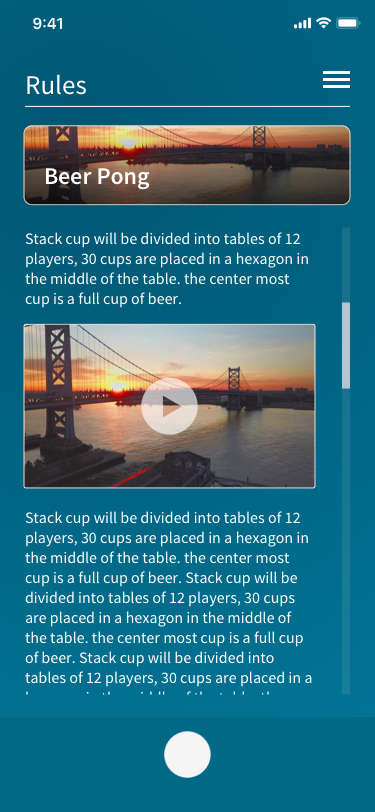 9:41
Rules
Beer Pong
Stack cup will be divided into tables of 12
players, 30 cups are placed in a hexagon in
the middle of the table. the center most
cup is a full cup of beer.
Stack cup will be divided into tables of 12
players, 30 cups are placed in a hexagon in
the middle of the table. the center most
cup is a full cup of beer. Stack cup will be
divided into tables of 12 players, 30 cups
are placed in a hexagon in the middle of
the table. the center most cup is a full cup
of beer. Stack cup will be divided into
tables of 12 players, 30 cups are placed in a